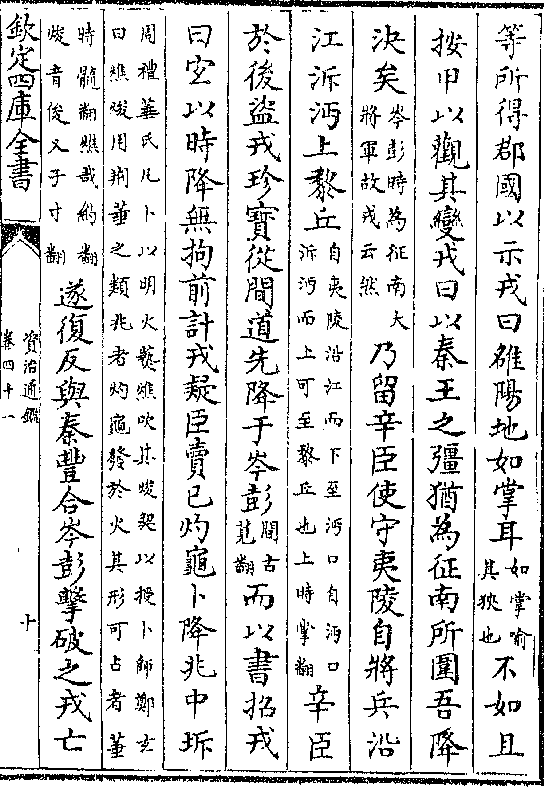 等所得郡國以示戎曰雒陽地如掌耳如掌喻其狹也不如且
按甲以觀其變戎曰以秦王之彊猶為征南所圍吾降
決矣岑彭時為征南大將軍故戎云然乃留辛臣使守夷陵自將兵沿
江泝沔上黎丘自夷陵沿江而下至沔口自沔口泝沔而上可至黎丘也上時掌翻辛臣
於後盜戎珍寶從間道先降于岑彭間古莧翻而以書招戎
曰宜以時降無拘前計戎疑臣賣已灼龜卜降兆中坼
周禮菙氏凡卜以明火爇燋吹其焌契以授卜師鄭玄
曰燋焌用荊菙之類兆者灼龜發於火其形可占者菙
時髓翻燋哉約翻焌音俊又子寸翻遂復反與秦豐合岑彭擊破之戎亡
欽定四庫全書
資治通鑑
卷四十一
十